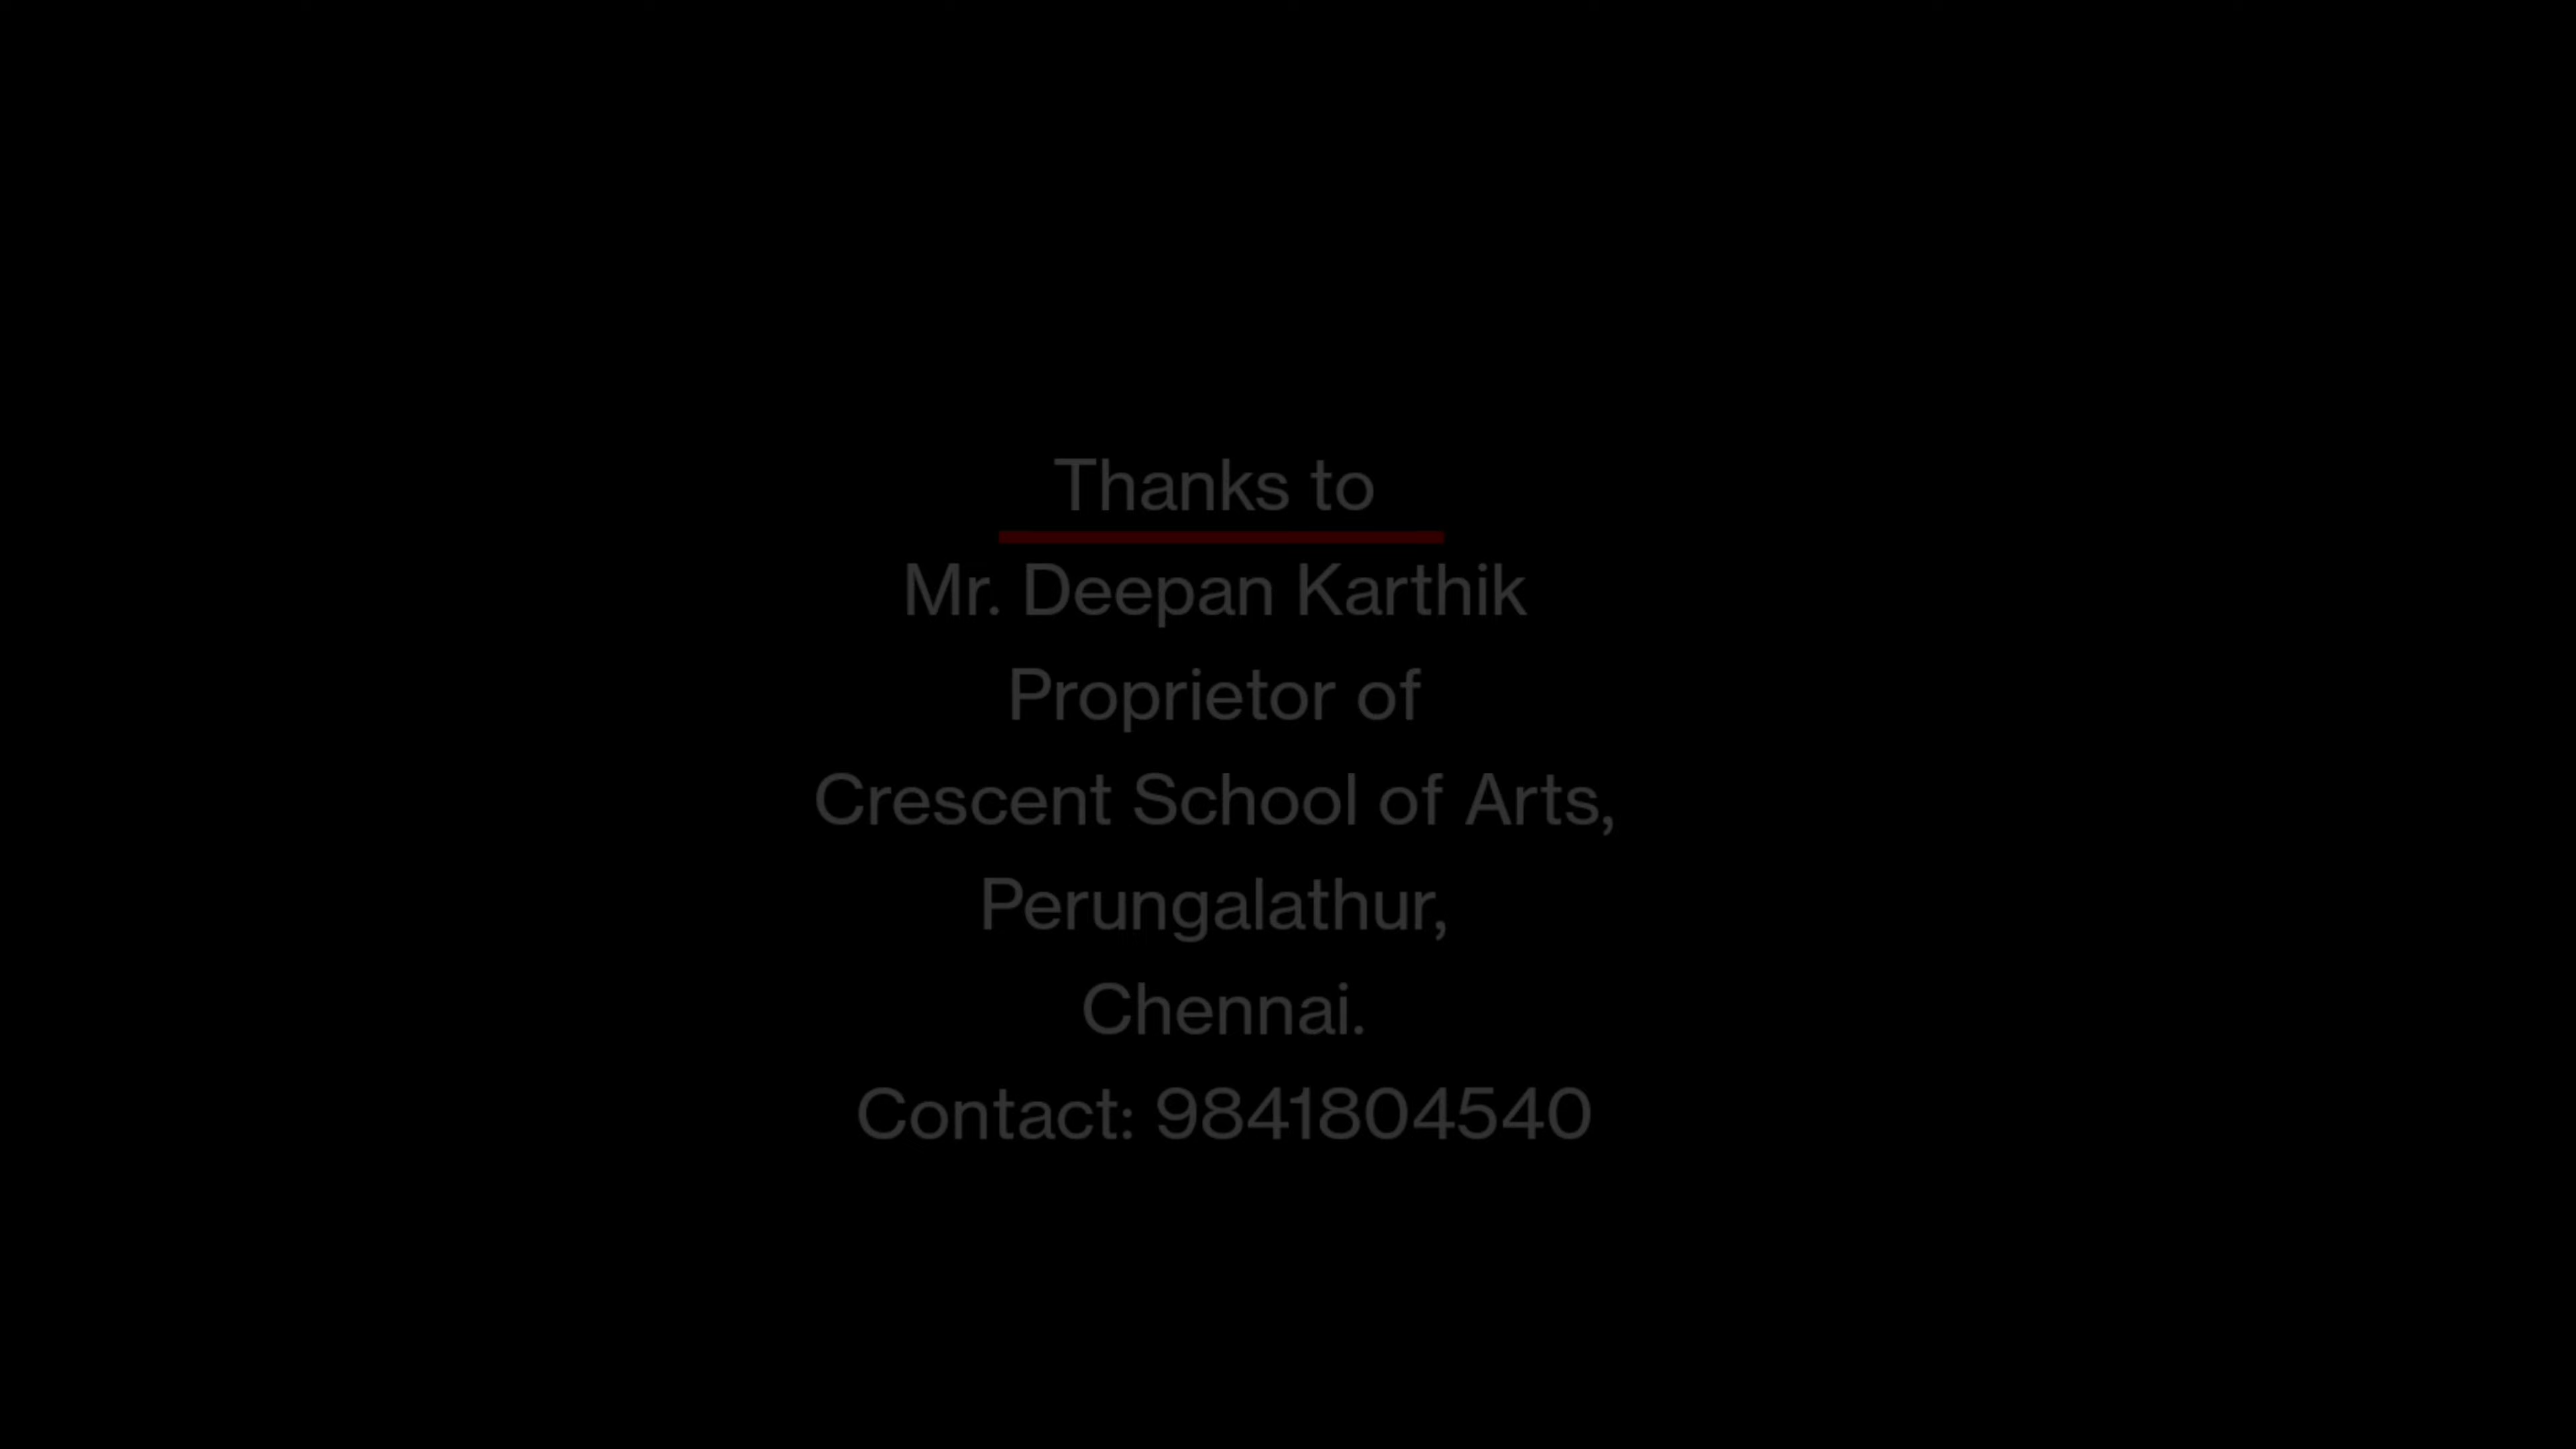 Thanks to
Mr. Deepan Karthik
Proprietor of
Crescent School of Arts,
Perungalathur,
Chennai.
Contact: 9841804540